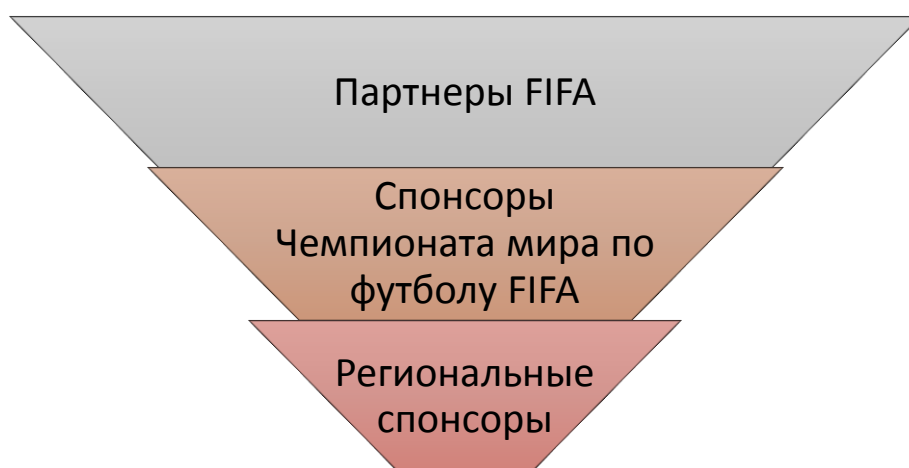 Партнеры FIFA
Спонсоры
Чемпионата мира по
футболу FIFA
Региональные
спонсоры